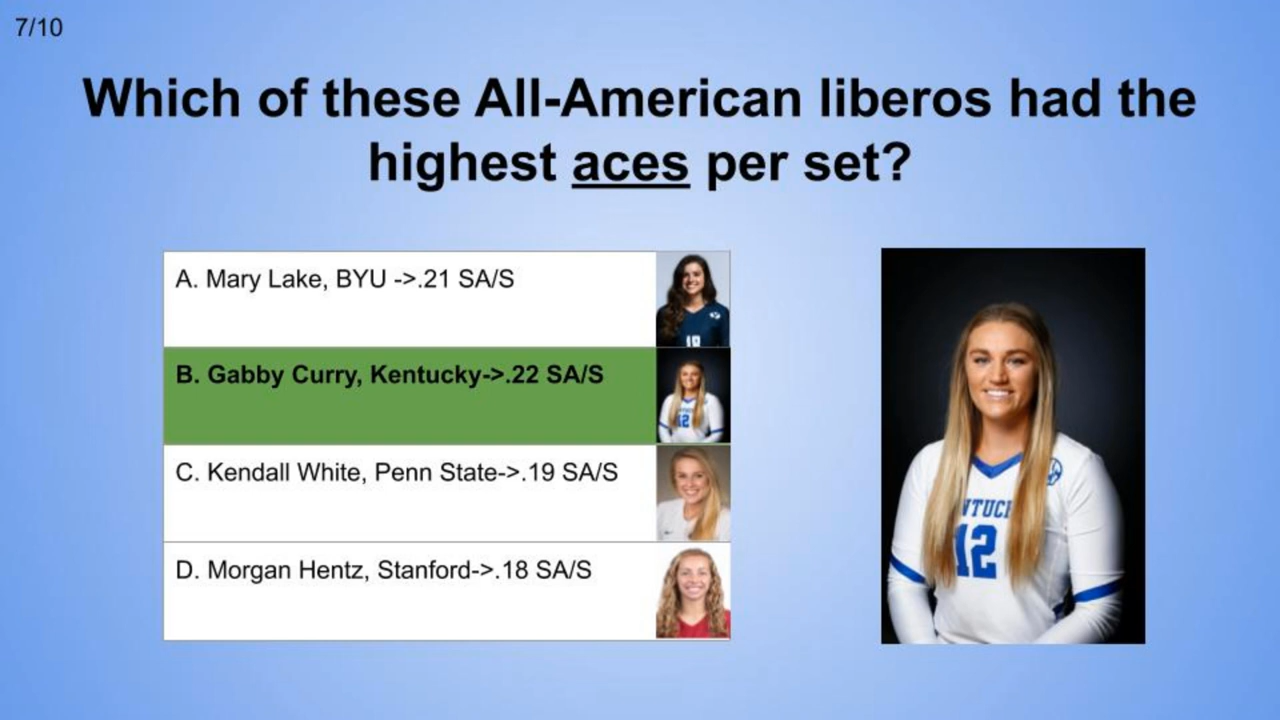 7/10
Which of these All-American liberos had the
highest aces per set?
A. Mary Lake, BYU ->.21 SA/S
B. Gabby Curry, Kentucky->.22 SA/S
C. Kendall White, Penn State->.19 SA/S
D. Morgan Hentz, Stanford->.18 SA/S
12